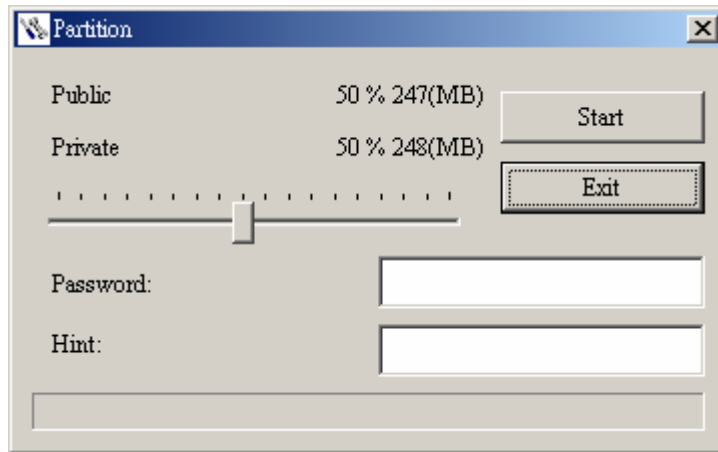 Partition
Public 50 % 247(MB)
Start
Private 50 % 248(MB)
Exit
Password:
Hint: